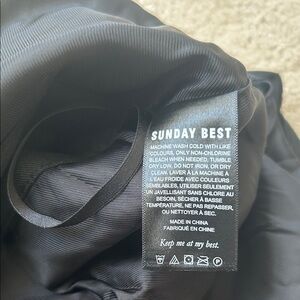 SUNDAY BEST
MACHINE WASH COLD WITH LIKE
COLOURS, ONLY NON-CHLORINE
BLEACH WHEN NEEDED, TUMBLE
DRY LOW, DO NOT IRON, OR DRY
CLEAN. LAVER À LA MACHINE À
L'EAU FROIDE AVEC COULEURS
SEMBLABLES, UTILISER SEULEMENT
UN JAVELLISANT SANS CHLORE AU
BESOIN, SÉCHER À BASSE
TEMPÉRATURE, NE PAS REPASSER,
OU NETTOYER À SEC.
MADE IN CHINA
FABRIQUÉ EN CHINE
Keep me at my best.